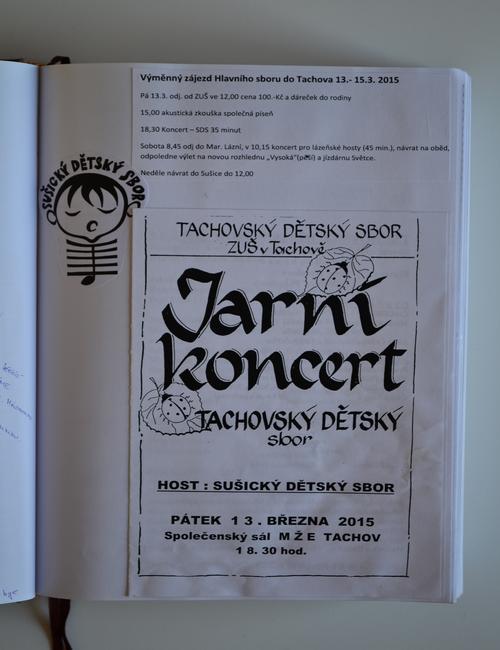 Výměnný zájezd Hlavního sboru do Tachova 13.- 15.3. 2015
Pá 13.3. odj. od ZUŠ ve 12,00 cena 100.-Kč a dáreček do rodiny
15,00 akustická zkouška společná píseň
18,30 Koncert – SDS 35 minut
Sobota 8,45 odj do Mar. Lázní, v 10,15 koncert pro lázeňské hosty (45 min.), návrat na oběd,
odpoledne výlet na novou rozhlednu „Vysoká"(pěší) a jízdárnu Světce.
Neděle návrat do Sušice do 12,00
SUŠICKÝ DĚTSKÝ SBOR
TACHOVSKÝ DĚTSKÝ SBOR
ZUŠ v Tachově
Jarní
koncert
TACHOVSKÝ DĚTSKÝ
sbor
HOST : SUŠICKÝ DĚTSKÝ SBOR
PÁTEK 13. BŘEZNA 2015
Společenský sál MŽE TACHOV
18.30 hod.